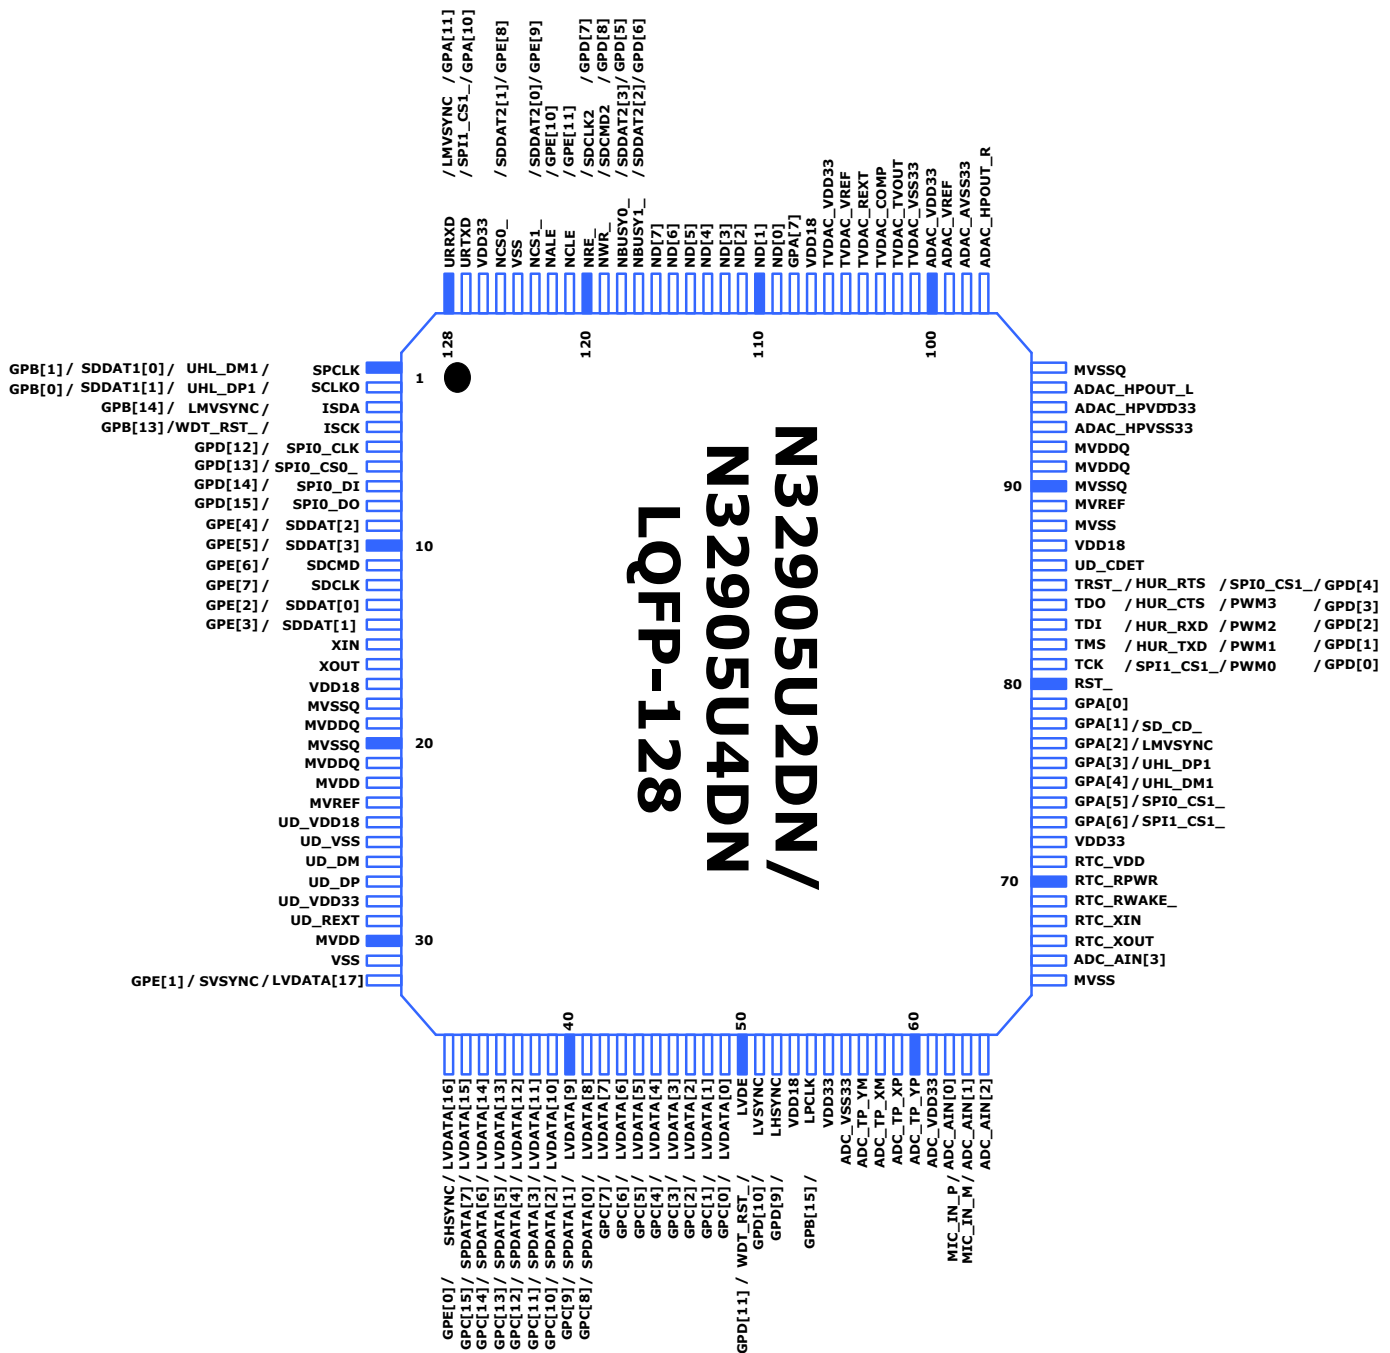 URRXD /LMVSYNC /GPA[11]
URTXD /SPI1_CS1_/GPA[10]
VDD33
NCS0_ /SDDAT2[1]/GPE[8]
VSS
NCS1_ /SDDAT2[0]/GPE[9]
NALE /GPE[10]
NCLE /GPE[11]
NRE_ /SDCLK2 /GPD[7]
NWR_ /SDCMD2 /GPD[8]
NBUSY0_ /SDDAT2[3]/GPD[5]
NBUSY1_ /SDDAT2[2]/GPD[6]
ND[7]
ND[6]
ND[5]
ND[4]
ND[3]
ND[2]
ND[1]
ND[0]
GPA[7]
VDD18
TVDAC_VDD33
TVDAC_VREF
TVDAC_REXT
TVDAC_COMP
TVDAC_TVOUT
TVDAC_VSS33
ADAC_VDD33
ADAC_VREF
ADAC_AVSS33
ADAC_HPOUT_R
128
120
110
100
GPB[1]/ SDDAT1[0]/ UHL_DM1/ SPCLK
GPB[0]/ SDDAT1[1]/ UHL_DP1 / SCLKO
GPB[14]/ LMVSYNC/ ISDA
GPB[13]/WDT_RST_/ ISCK
GPD[12]/ SPI0_CLK
GPD[13]/ SPI0_CS0_
GPD[14]/ SPI0_DI
GPD[15]/ SPI0_DO
GPE[4]/ SDDAT[2]
GPE[5]/ SDDAT[3]
GPE[6]/ SDCMD
GPE[7]/ SDCLK
GPE[2]/ SDDAT[0]
GPE[3]/ SDDAT[1]
XIN
XOUT
VDD18
MVSSQ
MVDDQ
MVSSQ
MVDDQ
MVDD
MVREF
UD_VDD18
UD_VSS
UD_DM
UD_DP
UD_VDD33
UD_REXT
MVDD
VSS
GPE[1] / SVSYNC / LVDATA[17]
1
10
20
30
N32905U2DN/
N32905U4DN
LQFP-128
90
80
70
MVSSQ
ADAC_HPOUT_L
ADAC_HPVDD33
ADAC_HPVSS33
MVDDQ
MVDDQ
MVSSQ
MVREF
MVSS
VDD18
UD_CDET
TRST_/ HUR_RTS / SPI0_CS1_/ GPD[4]
TDO / HUR_CTS / PWM3 / GPD[3]
TDI / HUR_RXD / PWM2 / GPD[2]
TMS / HUR_TXD / PWM1 / GPD[1]
TCK / SPI1_CS1_/ PWM0 / GPD[0]
RST_
GPA[0]
GPA[1]/ SD_CD_
GPA[2]/ LMVSYNC
GPA[3]/ UHL_DP1
GPA[4]/ UHL_DM1
GPA[5]/ SPI0_CS1_
GPA[6]/ SPI1_CS1_
VDD33
RTC_VDD
RTC_RPWR
RTC_RWAKE_
RTC_XIN
RTC_XOUT
ADC_AIN[3]
MVSS
40
50
60
GPE[0]/ SHSYNC/ LVDATA[16]
GPC[15]/ SPDATA[7]/ LVDATA[15]
GPC[14]/ SPDATA[6]/ LVDATA[14]
GPC[13]/ SPDATA[5]/ LVDATA[13]
GPC[12]/ SPDATA[4]/ LVDATA[12]
GPC[11]/ SPDATA[3]/ LVDATA[11]
GPC[10]/ SPDATA[2]/ LVDATA[10]
GPC[9]/ SPDATA[1]/ LVDATA[9]
GPC[8]/ SPDATA[0]/ LVDATA[8]
GPC[7]/ LVDATA[7]
GPC[6]/ LVDATA[6]
GPC[5]/ LVDATA[5]
GPC[4]/ LVDATA[4]
GPC[3]/ LVDATA[3]
GPC[2]/ LVDATA[2]
GPC[1]/ LVDATA[1]
GPC[0]/ LVDATA[0]
GPD[11] / WDT_RST_/ LVDE
GPD[10]/ LVSYNC
GPD[9]/ LHSYNC
VDD18
GPB[15]/ LPCLK
VDD33
ADC_VSS33
ADC_TP_YM
ADC_TP_XM
ADC_TP_XP
ADC_TP_YP
ADC_VDD33
MIC_IN_P/ ADC_AIN[0]
MIC_IN_M/ ADC_AIN[1]
ADC_AIN[2]